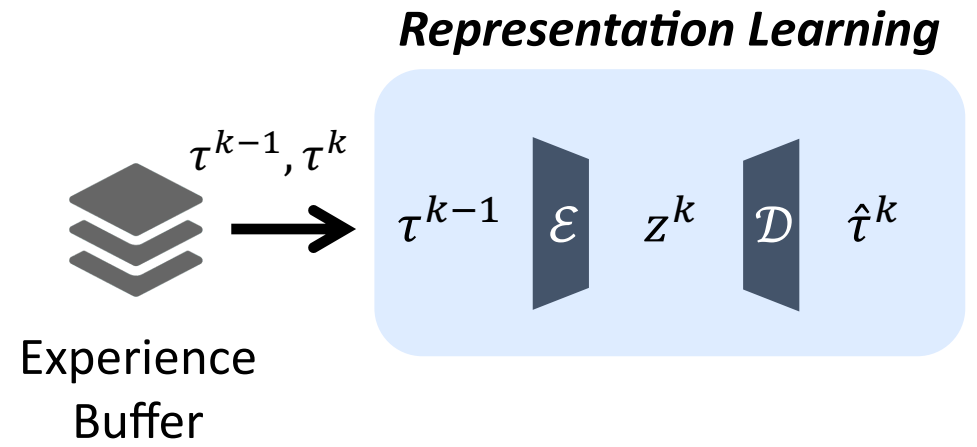 Representation Learning
τ^{k−1}, τ^k
τ^{k−1} ℰ z^k 𝒟 τ̂^k
Experience
Buffer